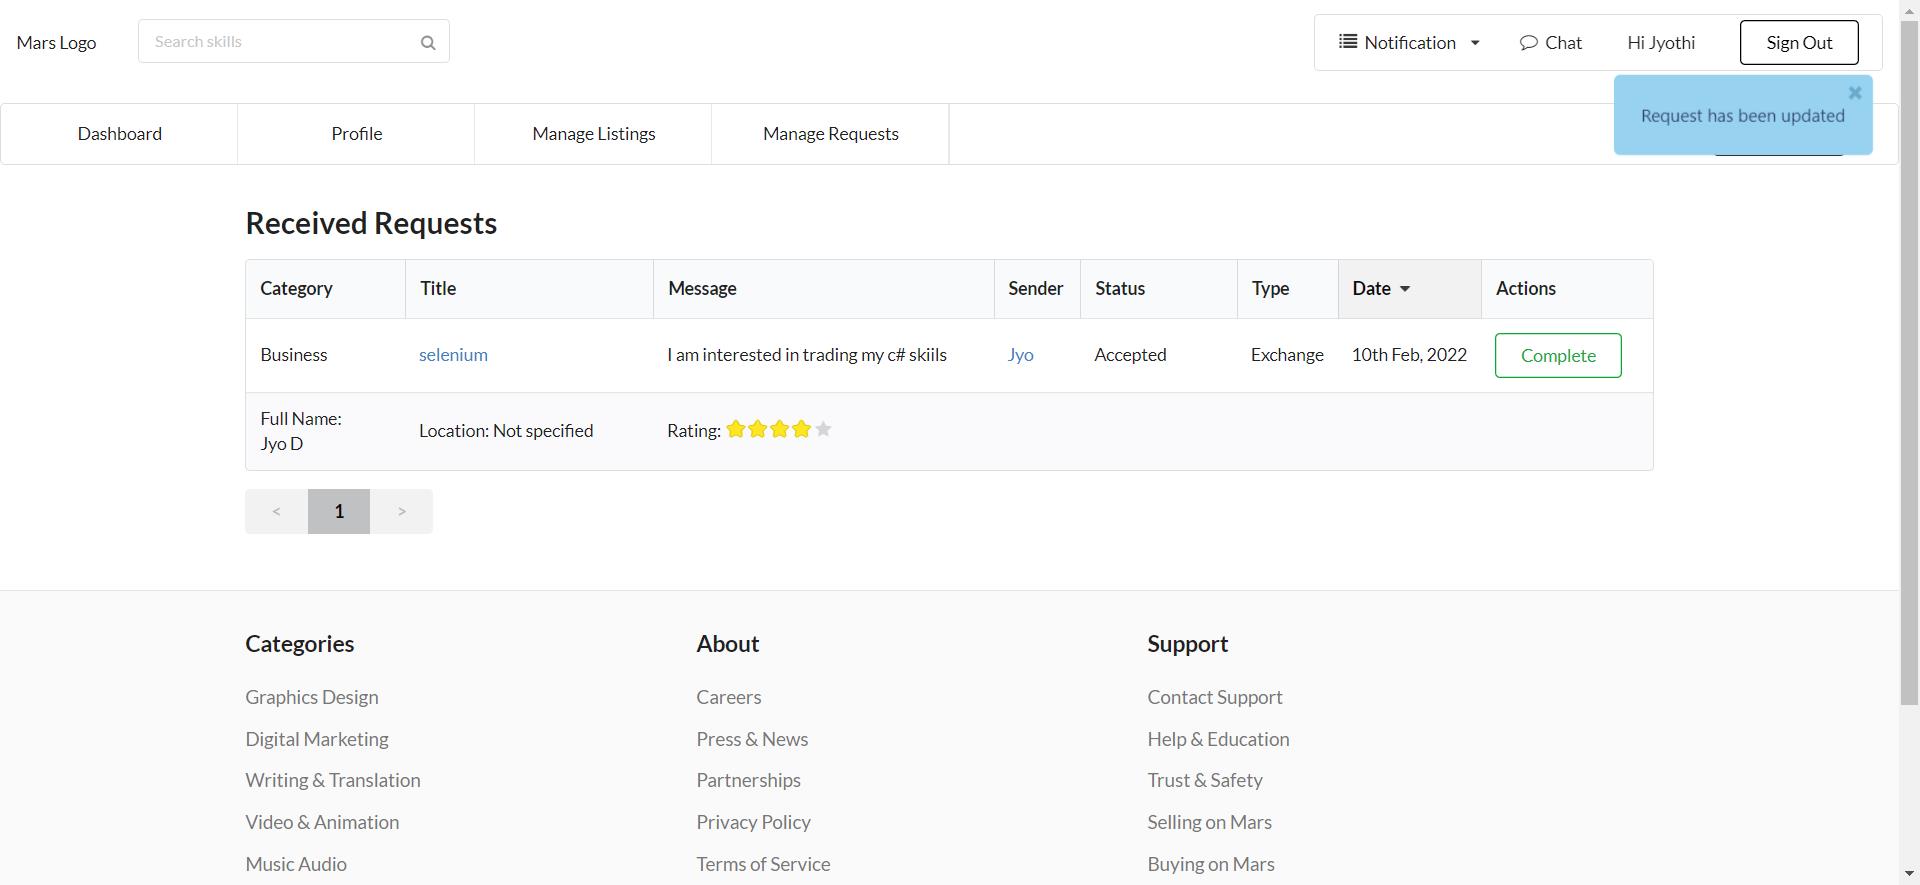 Mars Logo
Search skills
Notification
Chat
Hi Jyothi
Sign Out
Request has been updated
Dashboard
Profile
Manage Listings
Manage Requests
Received Requests
Category Title Message Sender Status Type Date Actions
Business selenium I am interested in trading my c# skiils Jyo Accepted Exchange 10th Feb, 2022 Complete
Full Name:
Jyo D
Location: Not specified
Rating:
< 1 >
Categories
Graphics Design
Digital Marketing
Writing & Translation
Video & Animation
Music Audio
About
Careers
Press & News
Partnerships
Privacy Policy
Terms of Service
Support
Contact Support
Help & Education
Trust & Safety
Selling on Mars
Buying on Mars